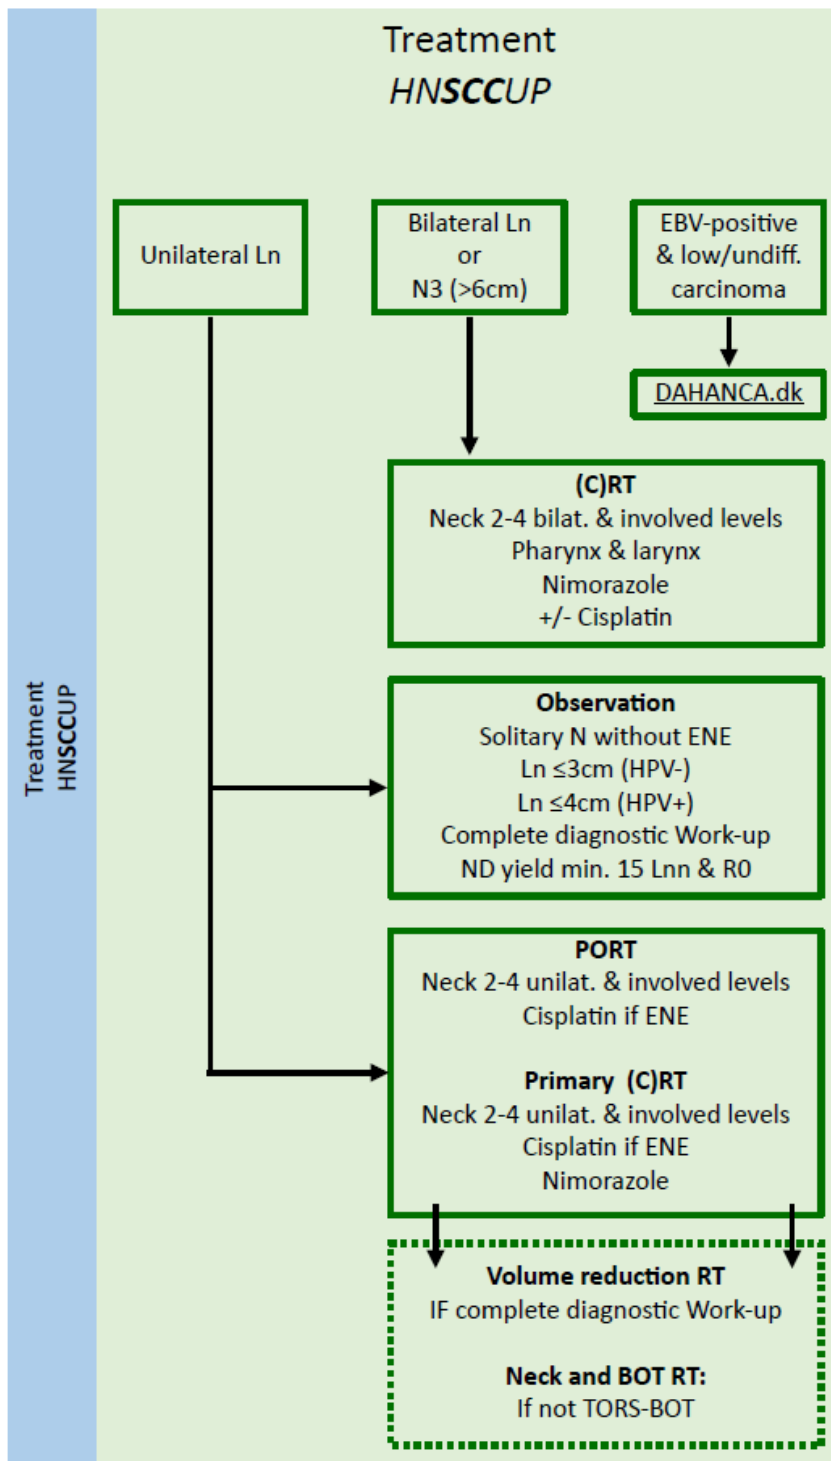 Treatment
HNSCCUP
Unilateral Ln
Bilateral Ln
or
N3 (>6cm)
EBV-positive
& low/undiff.
carcinoma
DAHANCA.dk
(C)RT
Neck 2-4 bilat. & involved levels
Pharynx & larynx
Nimorazole
+/- Cisplatin
Observation
Solitary N without ENE
Ln ≤3cm (HPV-)
Ln ≤4cm (HPV+)
Complete diagnostic Work-up
ND yield min. 15 Lnn & R0
PORT
Neck 2-4 unilat. & involved levels
Cisplatin if ENE
Primary (C)RT
Neck 2-4 unilat. & involved levels
Cisplatin if ENE
Nimorazole
Volume reduction RT
IF complete diagnostic Work-up
Neck and BOT RT:
If not TORS-BOT
Treatment
HNSCCUP